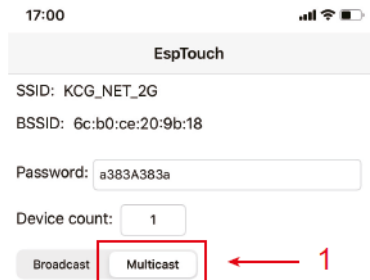 17:00
EspTouch
SSID: KCG_NET_2G
BSSID: 6c:b0:ce:20:9b:18
Password: a383A383a
Device count: 1
Broadcast Multicast 1